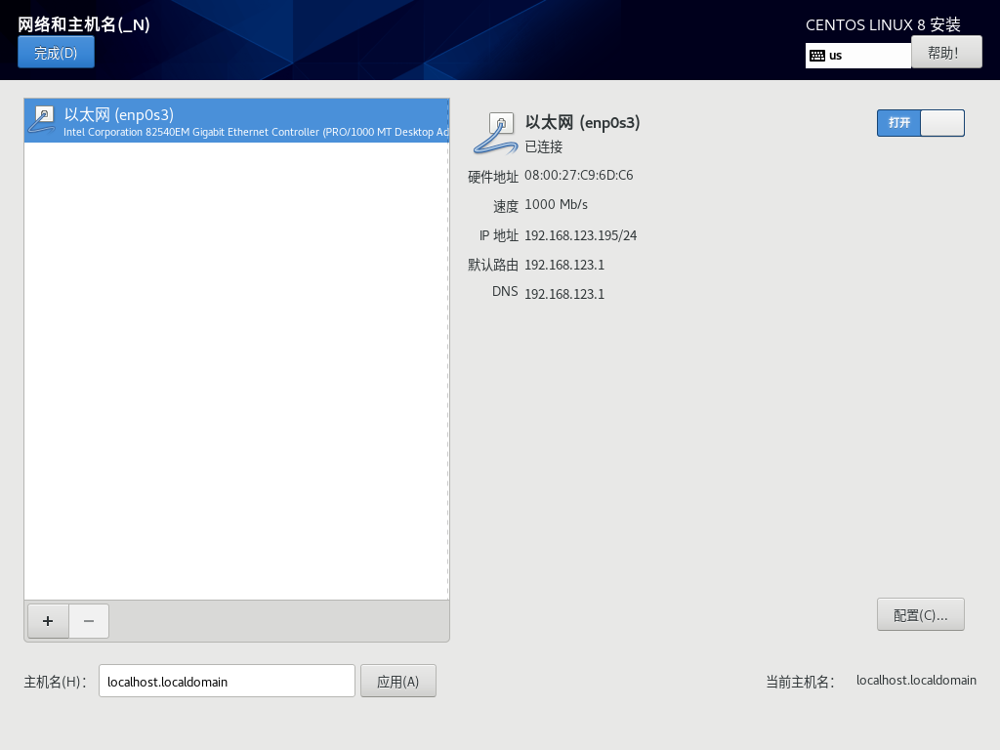 网络和主机名(_N)
CENTOS LINUX 8 安装
完成(D)
us
帮助!
以太网 (enp0s3)
Intel Corporation 82540EM Gigabit Ethernet Controller (PRO/1000 MT Desktop Ad
以太网 (enp0s3)
已连接
打开
硬件地址 08:00:27:C9:6D:C6
速度 1000 Mb/s
IP 地址 192.168.123.195/24
默认路由 192.168.123.1
DNS 192.168.123.1
+ −
配置(C)...
主机名(H): localhost.localdomain 应用(A)
当前主机名: localhost.localdomain